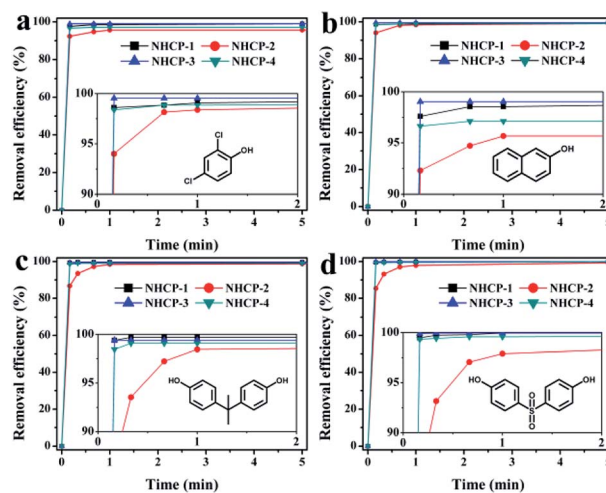 a
NHCP-1 NHCP-2
NHCP-3 NHCP-4
Removal efficiency (%)
100
80
60
40
20
0
100
95
90
0 1 2
Cl
OH
Cl
0 1 2 3 4 5
Time (min)
b
NHCP-1 NHCP-2
NHCP-3 NHCP-4
Removal efficiency (%)
100
80
60
40
20
0
100
95
90
0 1 2
OH
0 1 2 3 4 5
Time (min)
c
NHCP-1 NHCP-2
NHCP-3 NHCP-4
Removal efficiency (%)
100
80
60
40
20
0
100
95
90
0 1 2
HO OH
0 1 2 3 4 5
Time (min)
d
NHCP-1 NHCP-2
NHCP-3 NHCP-4
Removal efficiency (%)
100
80
60
40
20
0
100
95
90
0 1 2
HO OH
O
S
O
0 1 2 3 4 5
Time (min)